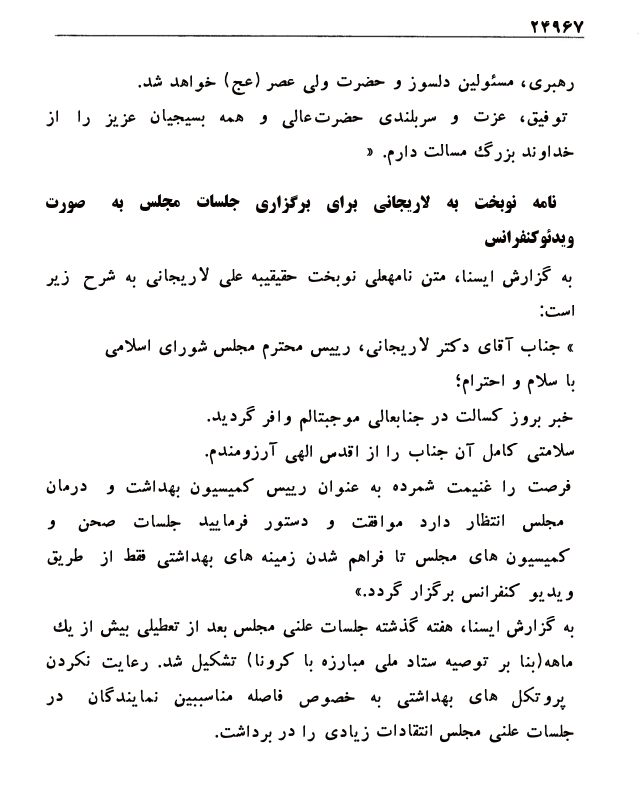 ۲۴۹۶۷
رهبری، مسئولین دلسوز و حضرت ولی عصر (عج) خواهد شد.
توفیق، عزت و سربلندی حضرت‌عالی و همه بسیجیان عزیز را از
خداوند بزرگ مسالت دارم. »
نامه نوبخت به لاریجانی برای برگزاری جلسات مجلس به صورت
ویدئوکنفرانس
به گزارش ایسنا، متن نامهعلی نوبخت حقیقیبه علی لاریجانی به شرح زیر
است:
» جناب آقای دکتر لاریجانی، رییس محترم مجلس شورای اسلامی
با سلام و احترام؛
خبر بروز کسالت در جنابعالی موجبتالم وافر گردید.
سلامتی کامل آن جناب را از اقدس الهی آرزومندم.
فرصت را غنیمت شمرده به عنوان رییس کمیسیون بهداشت و درمان
مجلس انتظار دارد موافقت و دستور فرمایید جلسات صحن و
کمیسیون های مجلس تا فراهم شدن زمینه های بهداشتی فقط از طریق
ویدیو کنفرانس برگزار گردد.»
به گزارش ایسنا، هفته گذشته جلسات علنی مجلس بعد از تعطیلی بیش از یك
ماهه(بنا بر توصیه ستاد ملی مبارزه با کرونا) تشکیل شد. رعایت نکردن
پروتکل های بهداشتی به خصوص فاصله مناسببین نمایندگان در
جلسات علنی مجلس انتقادات زیادی را در برداشت.